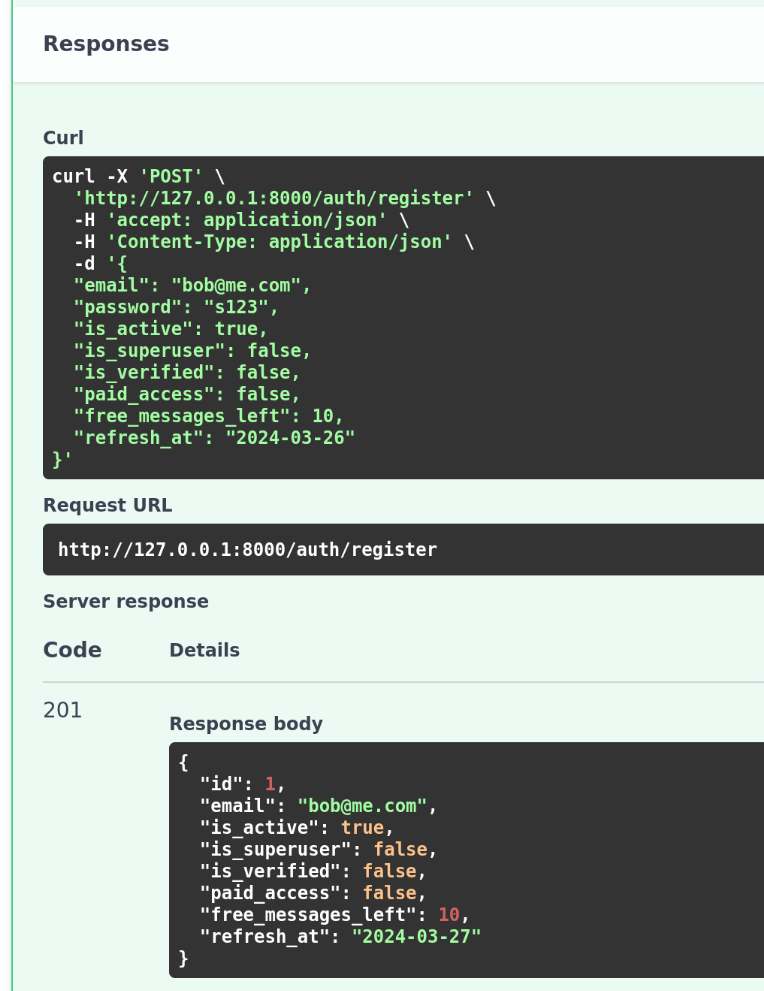 Responses
Curl
curl -X 'POST' \
  'http://127.0.0.1:8000/auth/register' \
  -H 'accept: application/json' \
  -H 'Content-Type: application/json' \
  -d '{
  "email": "bob@me.com",
  "password": "s123",
  "is_active": true,
  "is_superuser": false,
  "is_verified": false,
  "paid_access": false,
  "free_messages_left": 10,
  "refresh_at": "2024-03-26"
}'
Request URL
http://127.0.0.1:8000/auth/register
Server response
Code Details
201
Response body
{
  "id": 1,
  "email": "bob@me.com",
  "is_active": true,
  "is_superuser": false,
  "is_verified": false,
  "paid_access": false,
  "free_messages_left": 10,
  "refresh_at": "2024-03-27"
}